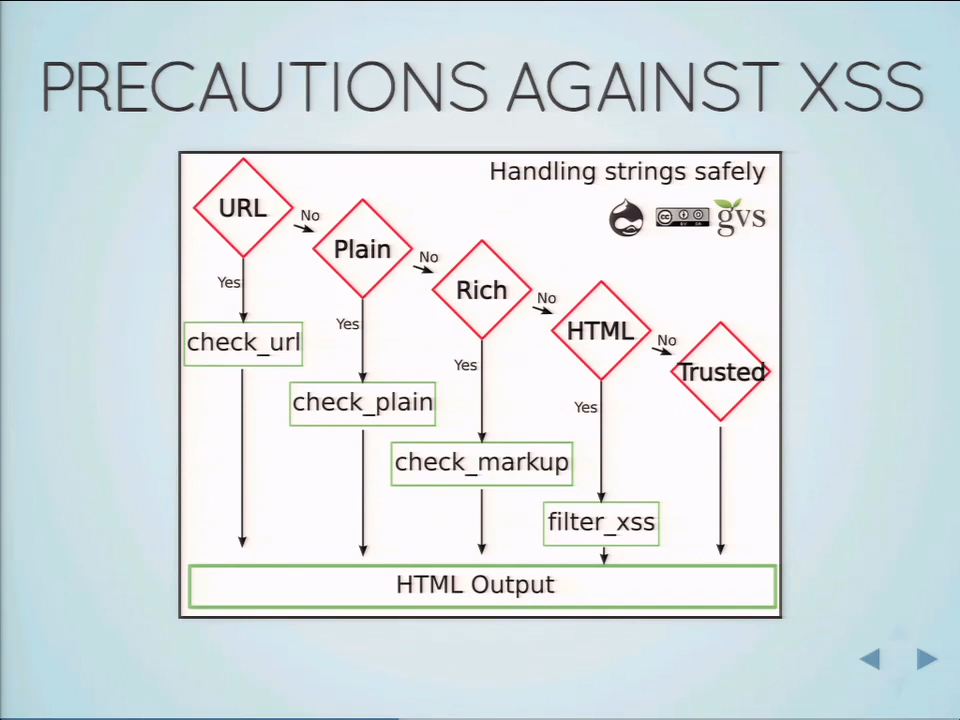 PRECAUTIONS AGAINST XSS
Handling strings safely
URL
No
Plain
No
Rich
No
HTML
No
Trusted
cc
gvs
Yes
check_url
Yes
check_plain
Yes
check_markup
Yes
filter_xss
HTML Output